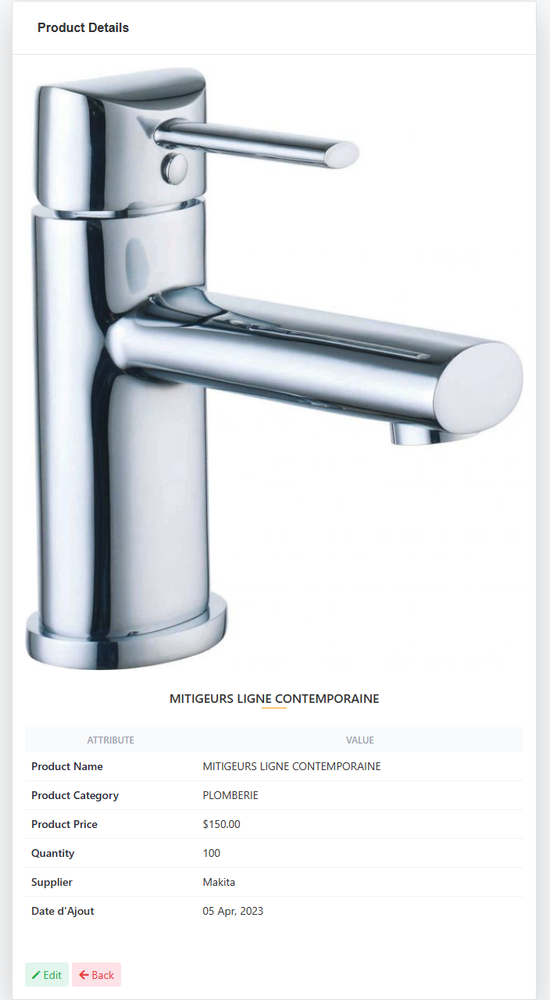 Product Details
MITIGEURS LIGNE CONTEMPORAINE
ATTRIBUTE VALUE
Product Name MITIGEURS LIGNE CONTEMPORAINE
Product Category PLOMBERIE
Product Price $150.00
Quantity 100
Supplier Makita
Date d'Ajout 05 Apr, 2023
Edit Back